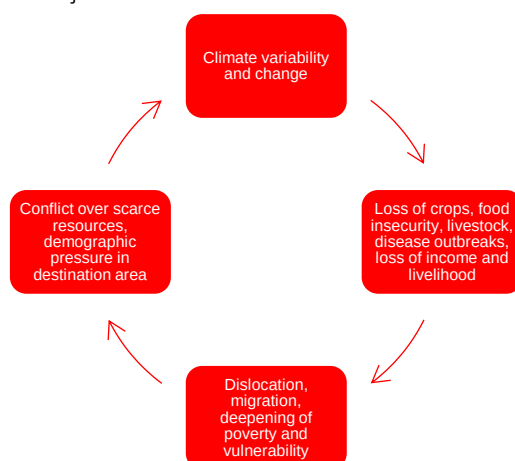 Climate variability
and change
Loss of crops, food
insecurity, livestock,
disease outbreaks,
loss of income and
livelihood
Dislocation,
migration,
deepening of
poverty and
vulnerability
Conflict over scarce
resources,
demographic
pressure in
destination area